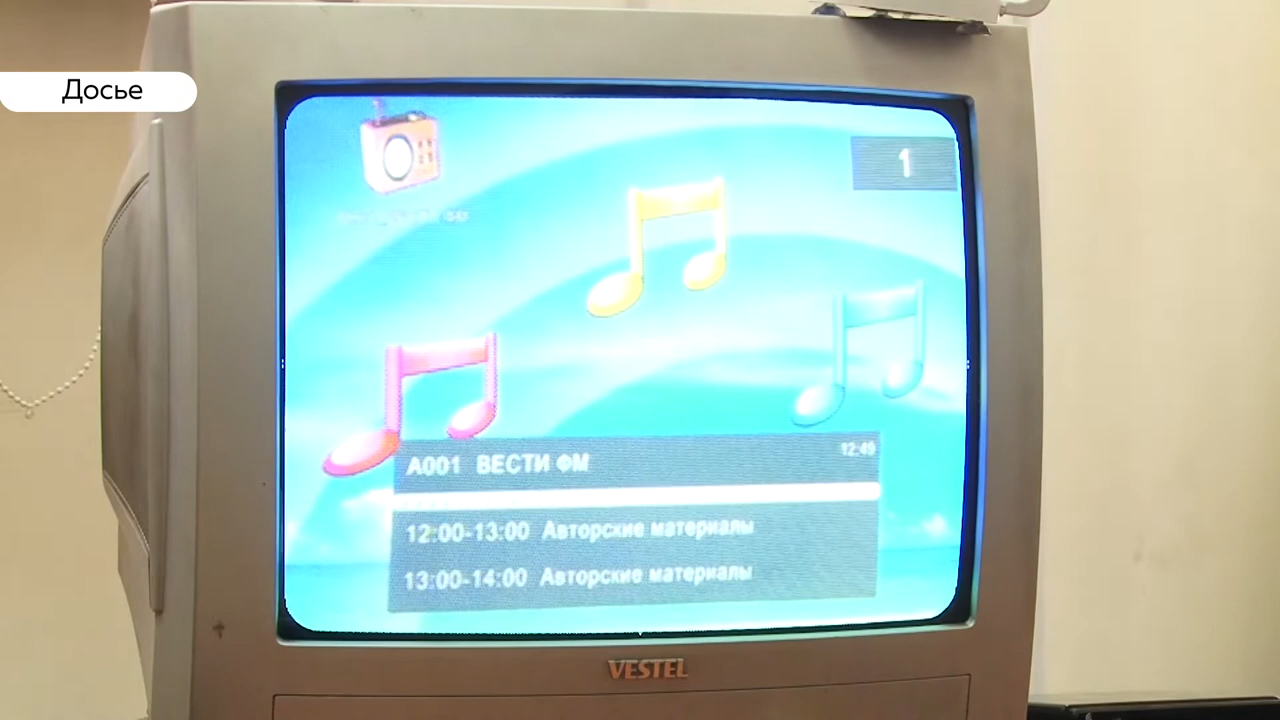 Досье
1
А001 ВЕСТИ ФМ 12:49
12:00-13:00 Авторские материалы
13:00-14:00 Авторские материалы
VESTEL